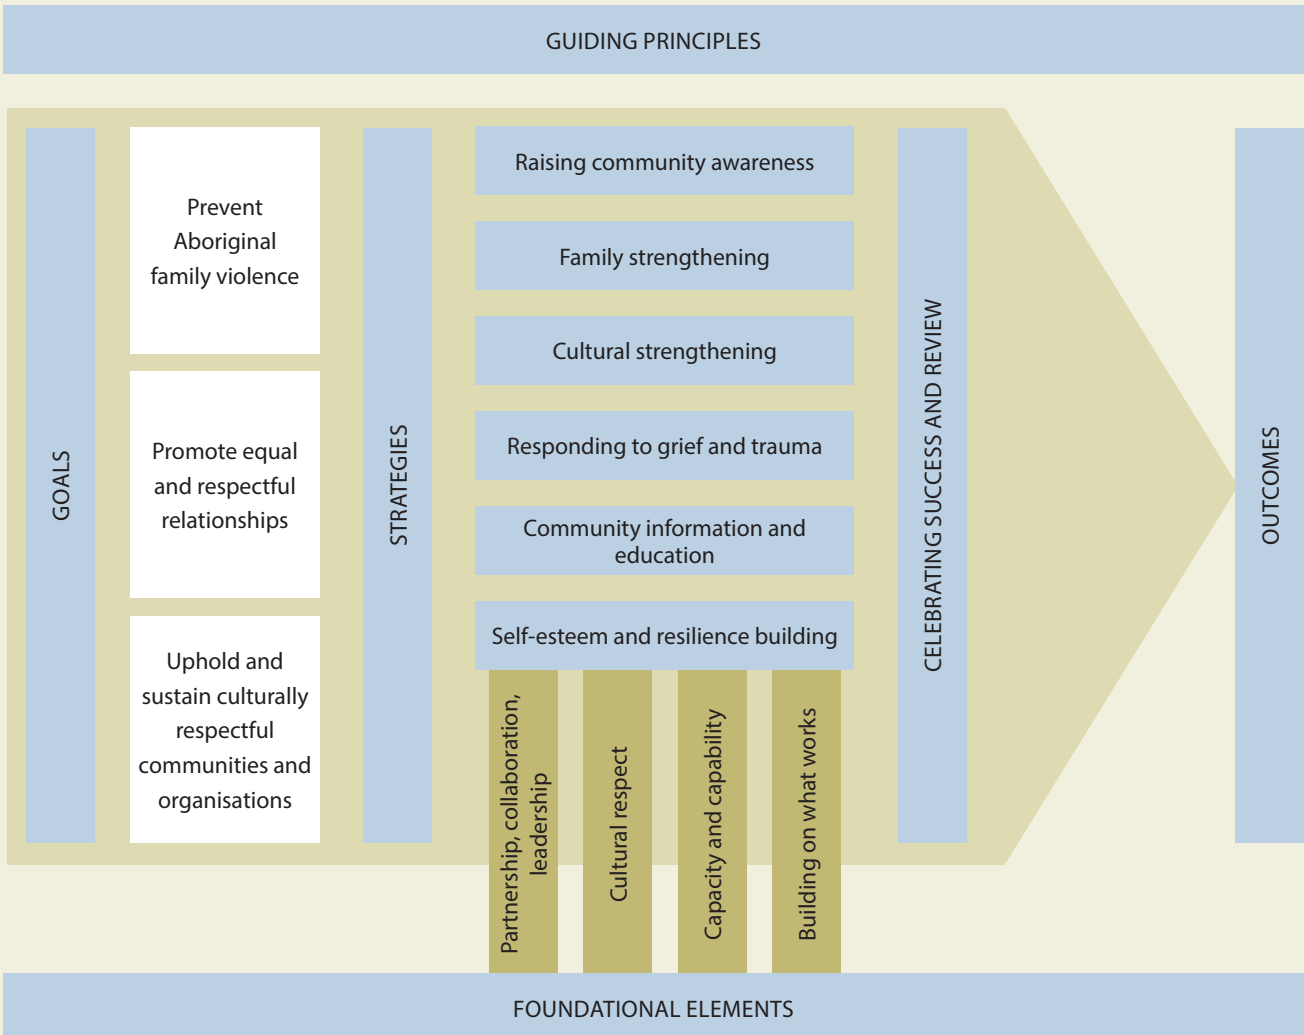 GUIDING PRINCIPLES
GOALS
Prevent
Aboriginal
family violence
Promote equal
and respectful
relationships
Uphold and
sustain culturally
respectful
communities and
organisations
STRATEGIES
Raising community awareness
Family strengthening
Cultural strengthening
Responding to grief and trauma
Community information and
education
Self-esteem and resilience building
Partnership, collaboration,
leadership
Cultural respect
Capacity and capability
Building on what works
CELEBRATING SUCCESS AND REVIEW
OUTCOMES
FOUNDATIONAL ELEMENTS